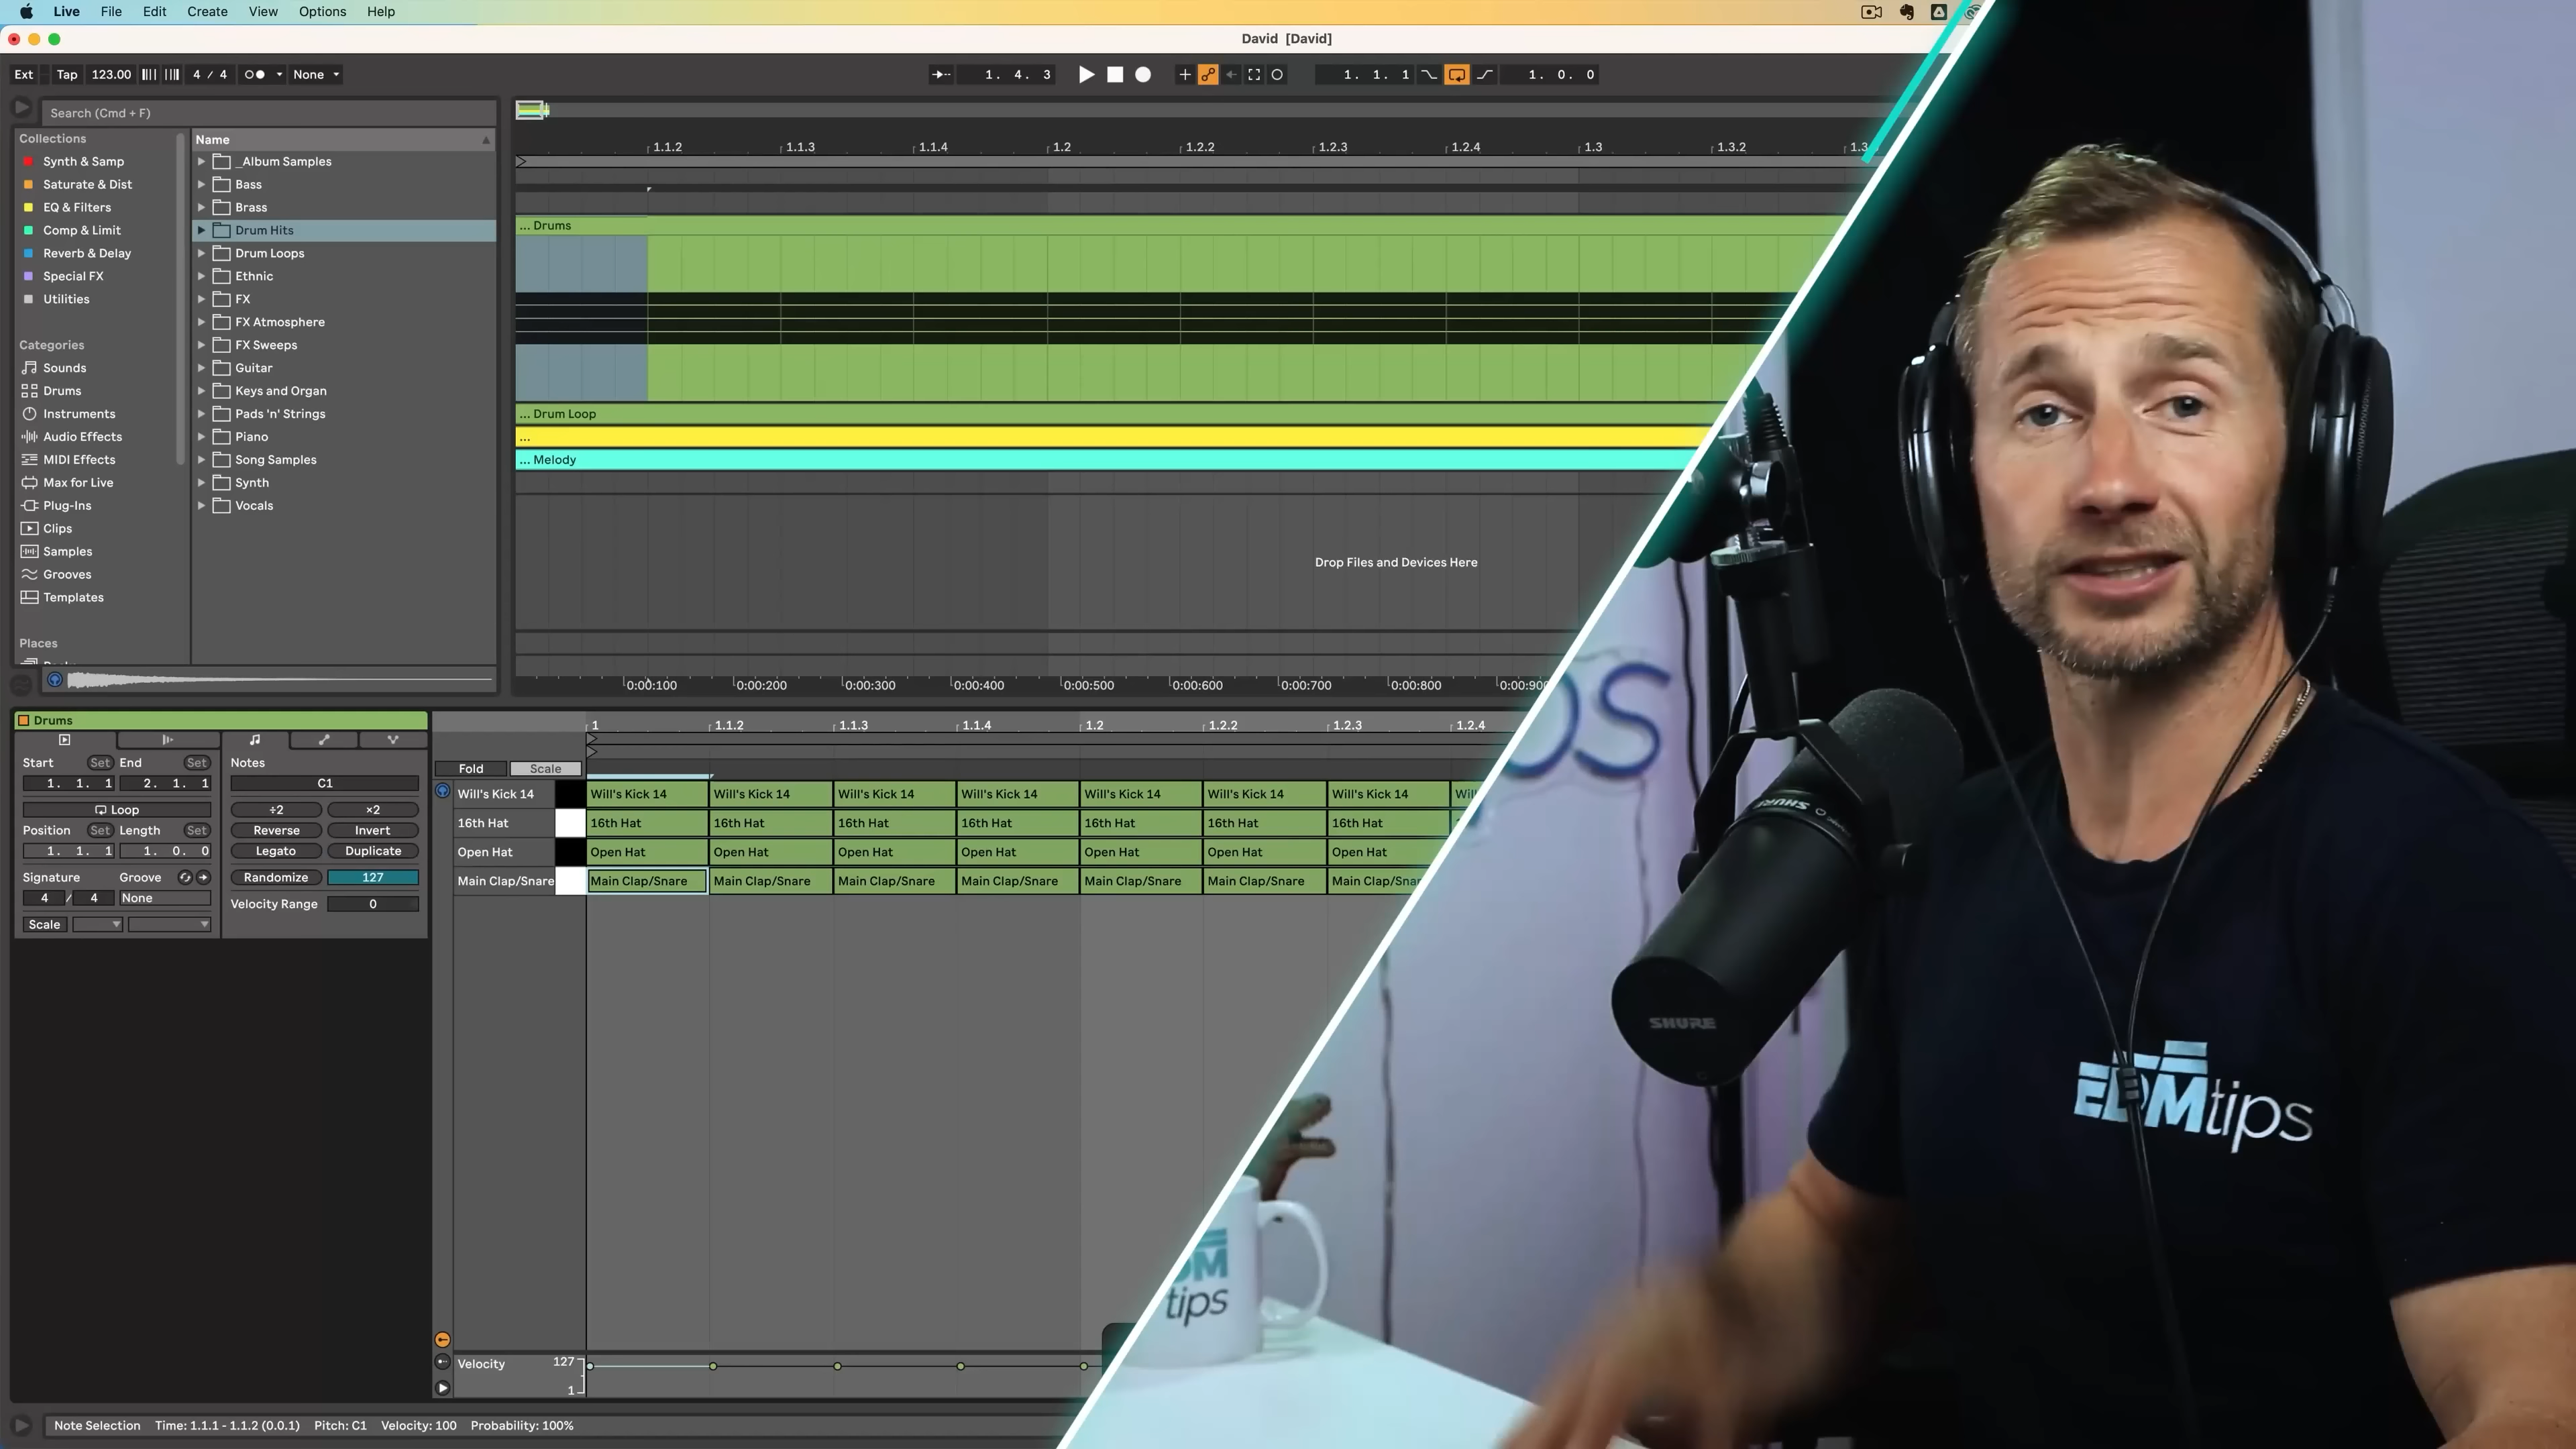 Live File Edit Create View Options Help
David [David]
Ext Tap 123.00 4 / 4 None 1. 4. 3 1. 1. 1 1. 0. 0
Search (Cmd + F)
Collections
Synth & Samp
Saturate & Dist
EQ & Filters
Comp & Limit
Reverb & Delay
Special FX
Utilities
Categories
Sounds
Drums
Instruments
Audio Effects
MIDI Effects
Max for Live
Plug-Ins
Clips
Samples
Grooves
Templates
Places
Name
_Album Samples
Bass
Brass
Drum Hits
Drum Loops
Ethnic
FX
FX Atmosphere
FX Sweeps
Guitar
Keys and Organ
Pads 'n' Strings
Piano
Song Samples
Synth
Vocals
1.1.2 1.1.3 1.1.4 1.2 1.2.2 1.2.3 1.2.4 1.3 1.3.2 1.3
... Drums
... Drum Loop
...
... Melody
Drop Files and Devices Here
0:00:100 0:00:200 0:00:300 0:00:400 0:00:500 0:00:600 0:00:700 0:00:800 0:00:900
Drums
Start Set End Set
1. 1. 1 2. 1. 1
Loop
Position Set Length Set
1. 1. 1 1. 0. 0
Signature Groove
4 / 4 None
Scale
Notes
C1
÷2 ×2
Reverse Invert
Legato Duplicate
Randomize 127
Velocity Range 0
1 1.1.2 1.1.3 1.1.4 1.2 1.2.2 1.2.3 1.2.4
Fold Scale
Will's Kick 14 Will's Kick 14 Will's Kick 14 Will's Kick 14 Will's Kick 14 Will's Kick 14 Will's Kick 14 Will's Kick 14 Wil
16th Hat 16th Hat 16th Hat 16th Hat 16th Hat 16th Hat 16th Hat 16th Hat
Open Hat Open Hat Open Hat Open Hat Open Hat Open Hat Open Hat Open Hat
Main Clap/Snare Main Clap/Snare Main Clap/Snare Main Clap/Snare Main Clap/Snare Main Clap/Snare Main Clap/Snare Main Clap/Snar
Velocity 127
1
Note Selection Time: 1.1.1 - 1.1.2 (0.0.1) Pitch: C1 Velocity: 100 Probability: 100%
OS
SHURE
SHURE
EDMtips
DM
tips